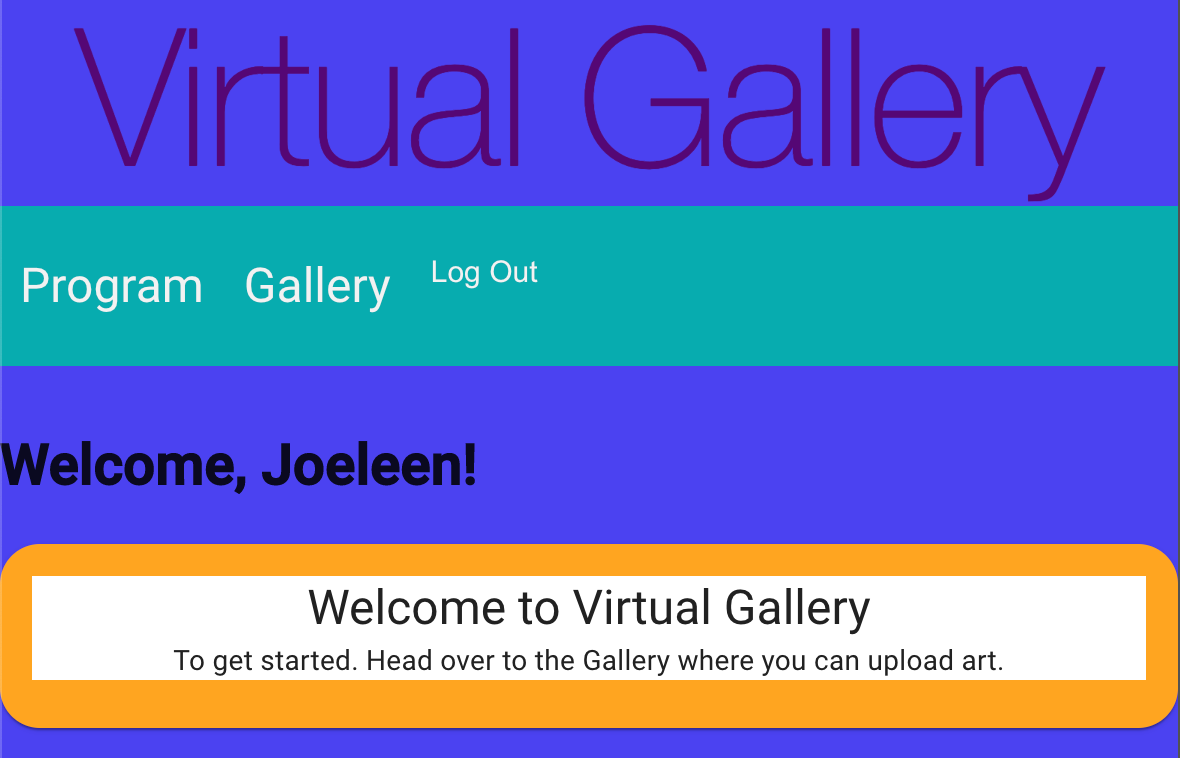 Virtual Gallery
Program Gallery Log Out
Welcome, Joeleen!
Welcome to Virtual Gallery
To get started. Head over to the Gallery where you can upload art.